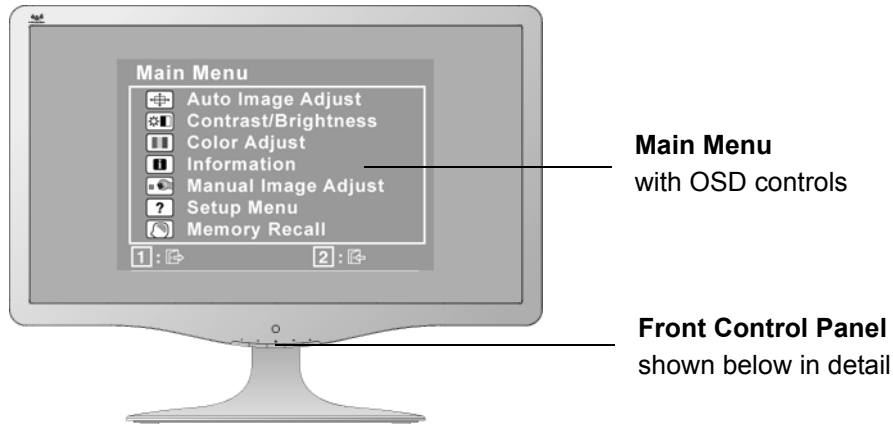 Main Menu
Auto Image Adjust
Contrast/Brightness
Color Adjust
Information
Manual Image Adjust
? Setup Menu
Memory Recall
1 : 2 :
Main Menu
with OSD controls
Front Control Panel
shown below in detail